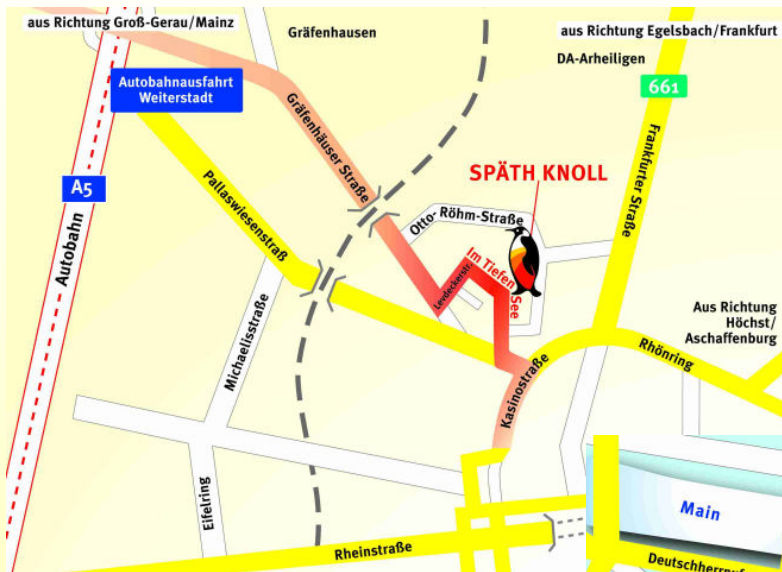 aus Richtung Groß-Gerau/Mainz
Gräfenhausen
aus Richtung Egelsbach/Frankfurt
DA-Arheiligen
661
Autobahnausfahrt
Weiterstadt
Gräfenhäuser Straße
Frankfurter Straße
A5
Autobahn
Pallaswiesenstraß
SPÄTH KNOLL
Otto-Röhm-Straße
Im Tiefen See
Levdeckerstr.
Michaelisstraße
Aus Richtung
Höchst/
Aschaffenburg
Rhönring
Kasinostraße
Eifelring
Main
Rheinstraße